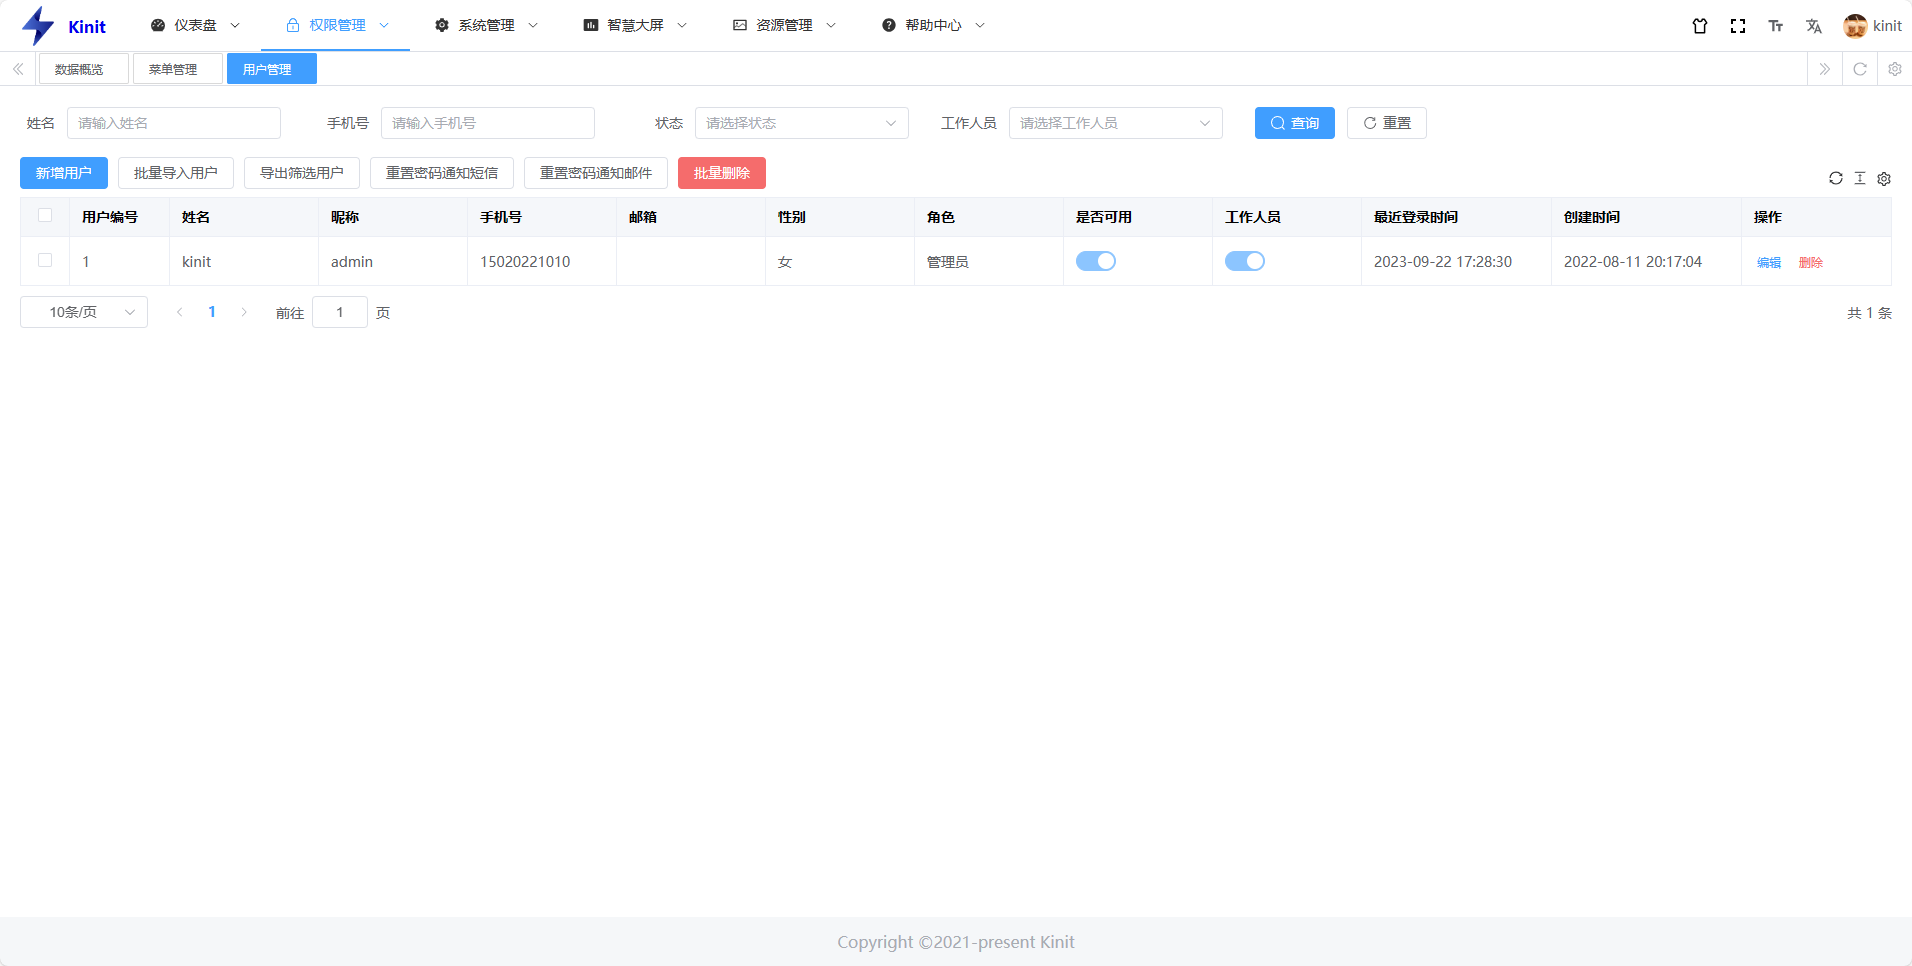 Kinit 仪表盘 权限管理 系统管理 智慧大屏 资源管理 帮助中心 kinit
数据概览 菜单管理 用户管理
姓名 请输入姓名 手机号 请输入手机号 状态 请选择状态 工作人员 请选择工作人员 查询 重置
新增用户 批量导入用户 导出筛选用户 重置密码通知短信 重置密码通知邮件 批量删除
用户编号 姓名 昵称 手机号 邮箱 性别 角色 是否可用 工作人员 最近登录时间 创建时间 操作
1 kinit admin 15020221010 女 管理员 2023-09-22 17:28:30 2022-08-11 20:17:04 编辑 删除
10条/页 1 前往 1 页 共 1 条
Copyright ©2021-present Kinit